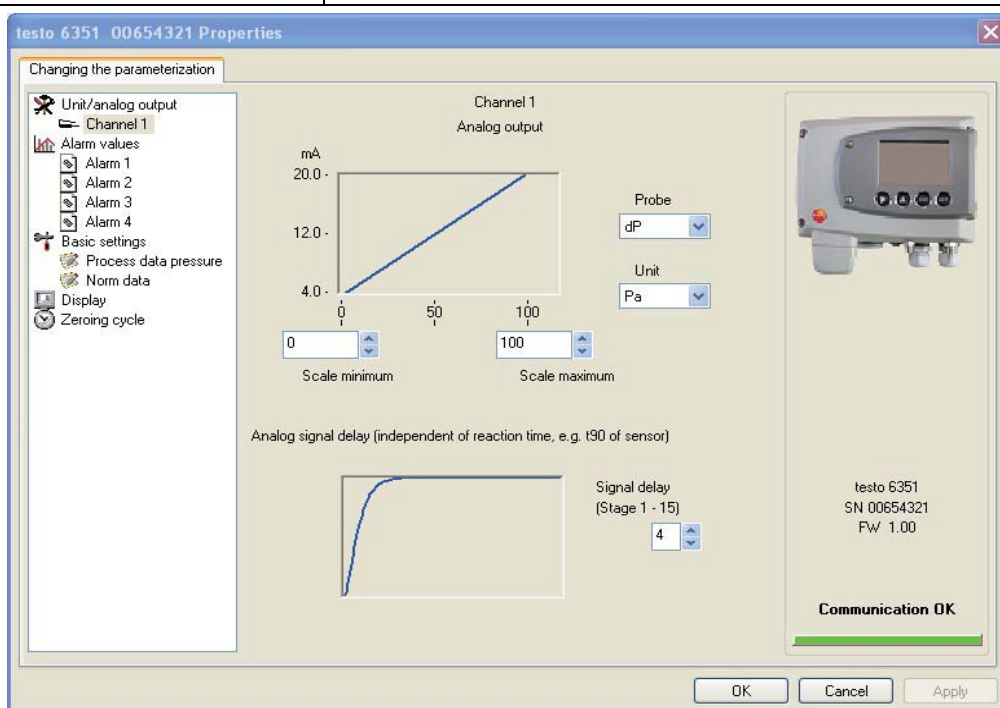 testo 6351 00654321 Properties
Changing the parameterization
Unit/analog output
Channel 1
Alarm values
Alarm 1
Alarm 2
Alarm 3
Alarm 4
Basic settings
Process data pressure
Norm data
Display
Zeroing cycle
Channel 1
Analog output
mA
20.0 -
12.0 -
4.0 -
0 50 100
0
100
Scale minimum
Scale maximum
Probe
dP
Unit
Pa
Analog signal delay (independent of reaction time, e.g. t90 of sensor)
Signal delay
(Stage 1 - 15)
4
testo 6351
SN 00654321
FW 1.00
Communication OK
OK
Cancel
Apply